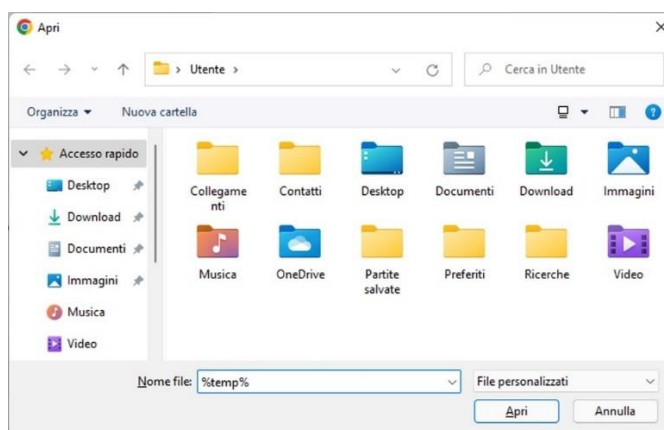 Apri
Utente
Cerca in Utente
Organizza
Nuova cartella
Accesso rapido
Desktop
Download
Documenti
Immagini
Musica
Video
Collegame
nti
Contatti
Desktop
Documenti
Download
Immagini
Musica
OneDrive
Partite
salvate
Preferiti
Ricerche
Video
Nome file: %temp%
File personalizzati
Apri
Annulla